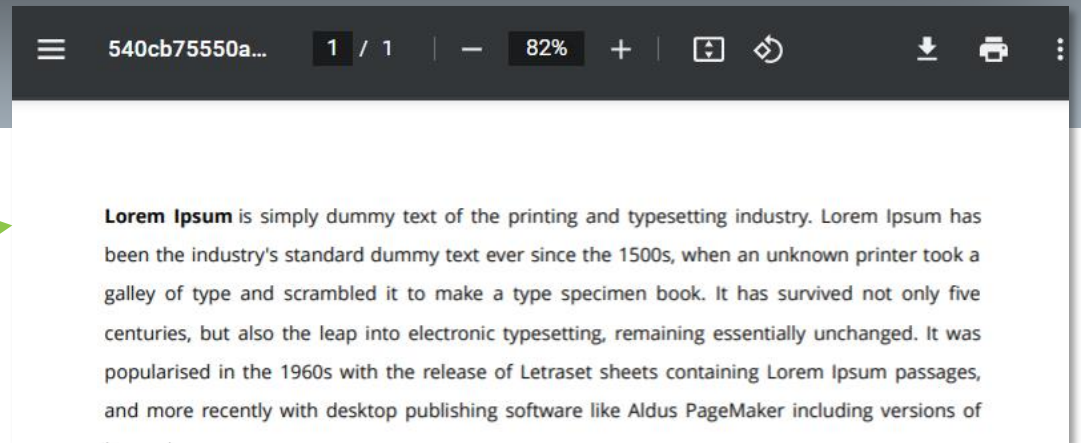 540cb75550a... 1 / 1 82%
Lorem Ipsum is simply dummy text of the printing and typesetting industry. Lorem Ipsum has
been the industry's standard dummy text ever since the 1500s, when an unknown printer took a
galley of type and scrambled it to make a type specimen book. It has survived not only five
centuries, but also the leap into electronic typesetting, remaining essentially unchanged. It was
popularised in the 1960s with the release of Letraset sheets containing Lorem Ipsum passages,
and more recently with desktop publishing software like Aldus PageMaker including versions of